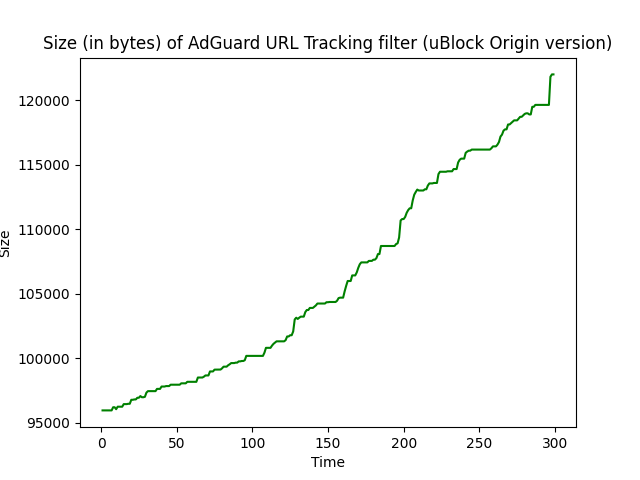 Size (in bytes) of AdGuard URL Tracking filter (uBlock Origin version)
120000
115000
110000
105000
100000
95000
Size
0 50 100 150 200 250 300
Time